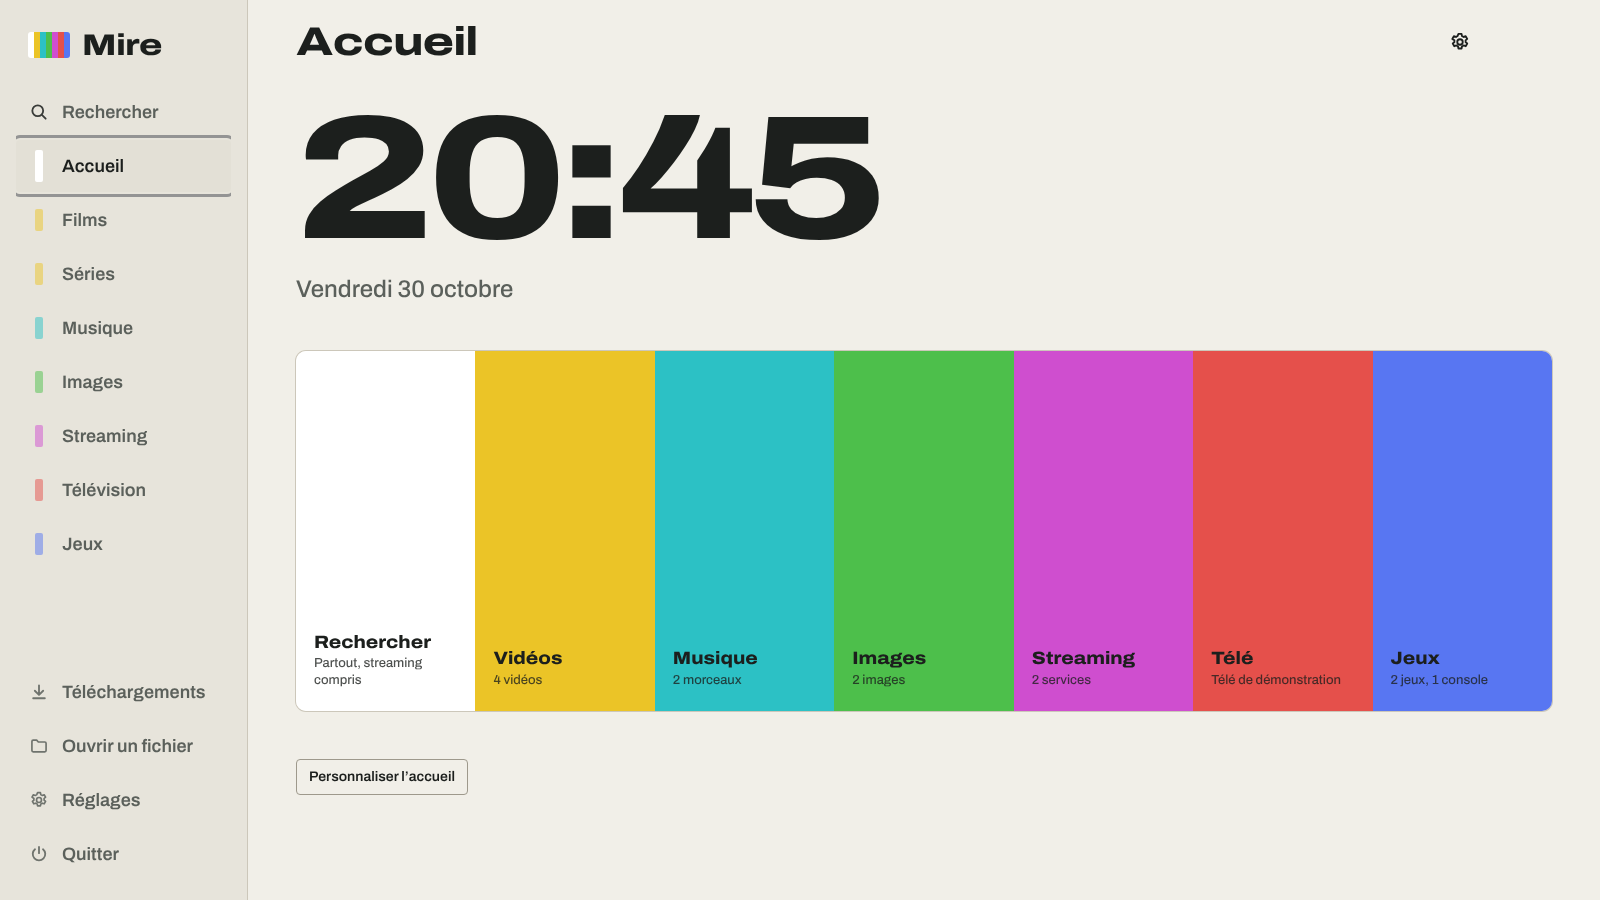 Mire
Rechercher
Accueil
Films
Séries
Musique
Images
Streaming
Télévision
Jeux
Téléchargements
Ouvrir un fichier
Réglages
Quitter
Accueil
20:45
Vendredi 30 octobre
Rechercher
Partout, streaming
compris
Vidéos
4 vidéos
Musique
2 morceaux
Images
2 images
Streaming
2 services
Télé
Télé de démonstration
Jeux
2 jeux, 1 console
Personnaliser l’accueil